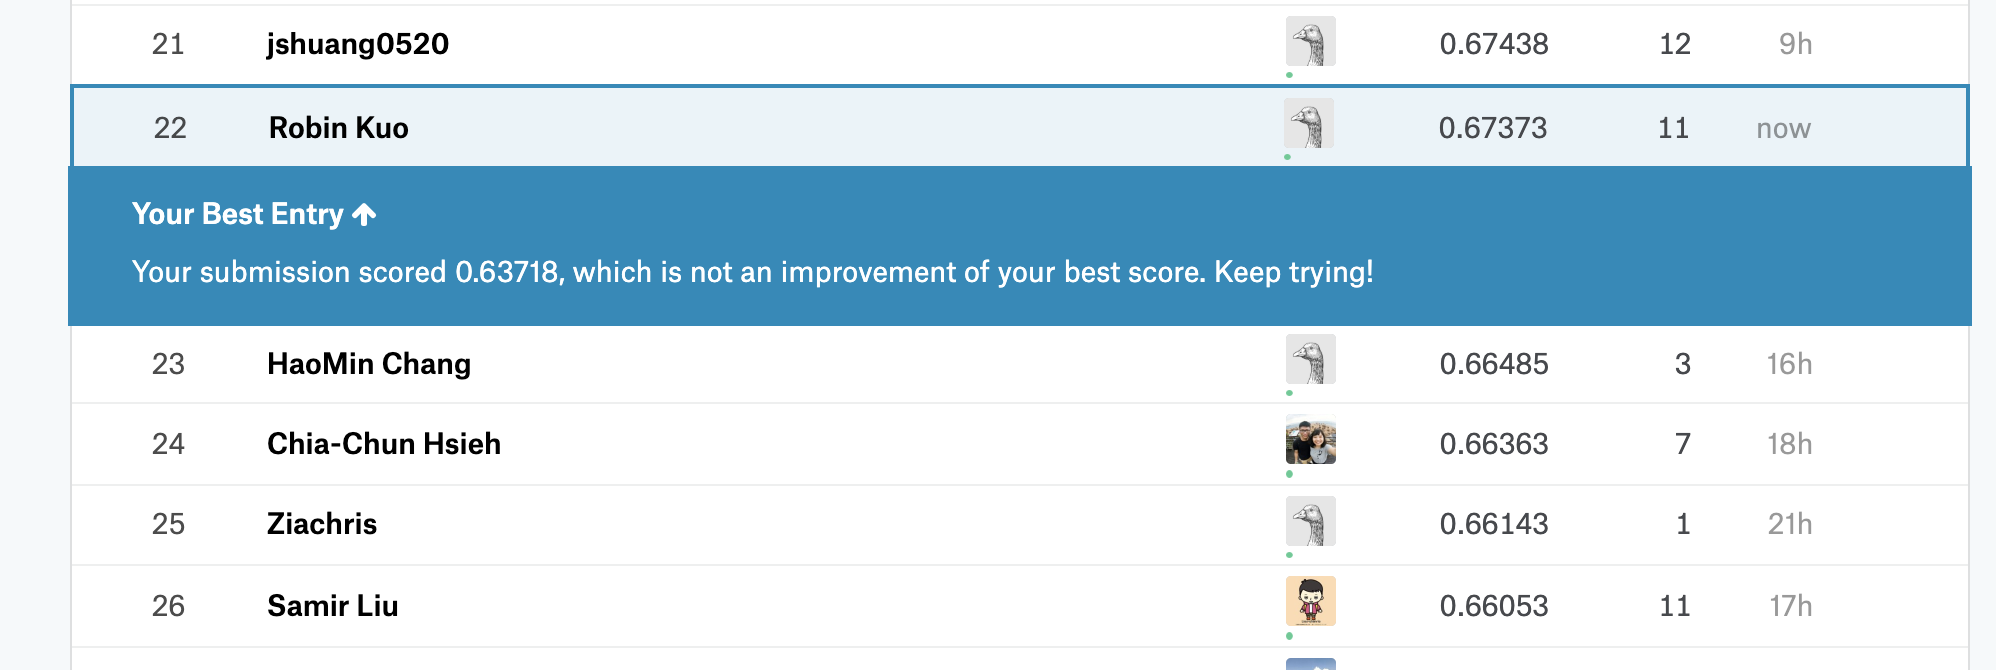 21 jshuang0520 0.67438 12 9h
22 Robin Kuo 0.67373 11 now
Your Best Entry
Your submission scored 0.63718, which is not an improvement of your best score. Keep trying!
23 HaoMin Chang 0.66485 3 16h
24 Chia-Chun Hsieh 0.66363 7 18h
25 Ziachris 0.66143 1 21h
26 Samir Liu 0.66053 11 17h